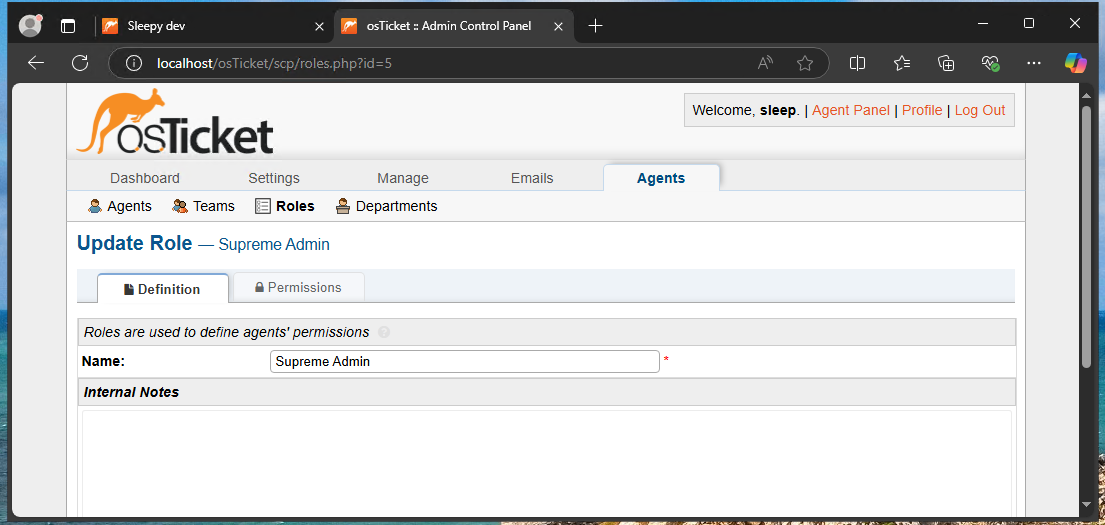 Sleepy dev
osTicket :: Admin Control Panel
localhost/osTicket/scp/roles.php?id=5
osTicket
Welcome, sleep. | Agent Panel | Profile | Log Out
Dashboard Settings Manage Emails Agents
Agents Teams Roles Departments
Update Role — Supreme Admin
Definition Permissions
Roles are used to define agents' permissions ?
Name: Supreme Admin *
Internal Notes